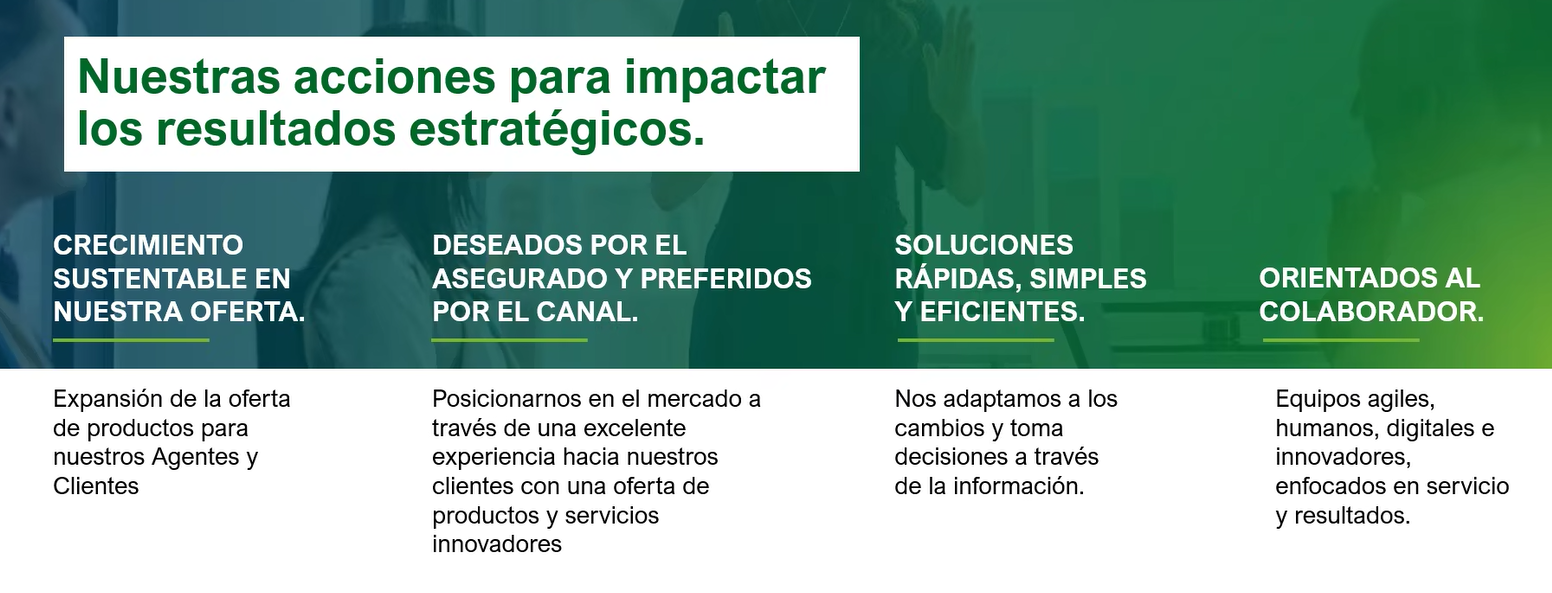 Nuestras acciones para impactar
los resultados estratégicos.
CRECIMIENTO
SUSTENTABLE EN
NUESTRA OFERTA.
Expansión de la oferta
de productos para
nuestros Agentes y
Clientes
DESEADOS POR EL
ASEGURADO Y PREFERIDOS
POR EL CANAL.
Posicionarnos en el mercado a
través de una excelente
experiencia hacia nuestros
clientes con una oferta de
productos y servicios
innovadores
SOLUCIONES
RÁPIDAS, SIMPLES
Y EFICIENTES.
Nos adaptamos a los
cambios y toma
decisiones a través
de la información.
ORIENTADOS AL
COLABORADOR.
Equipos agiles,
humanos, digitales e
innovadores,
enfocados en servicio
y resultados.